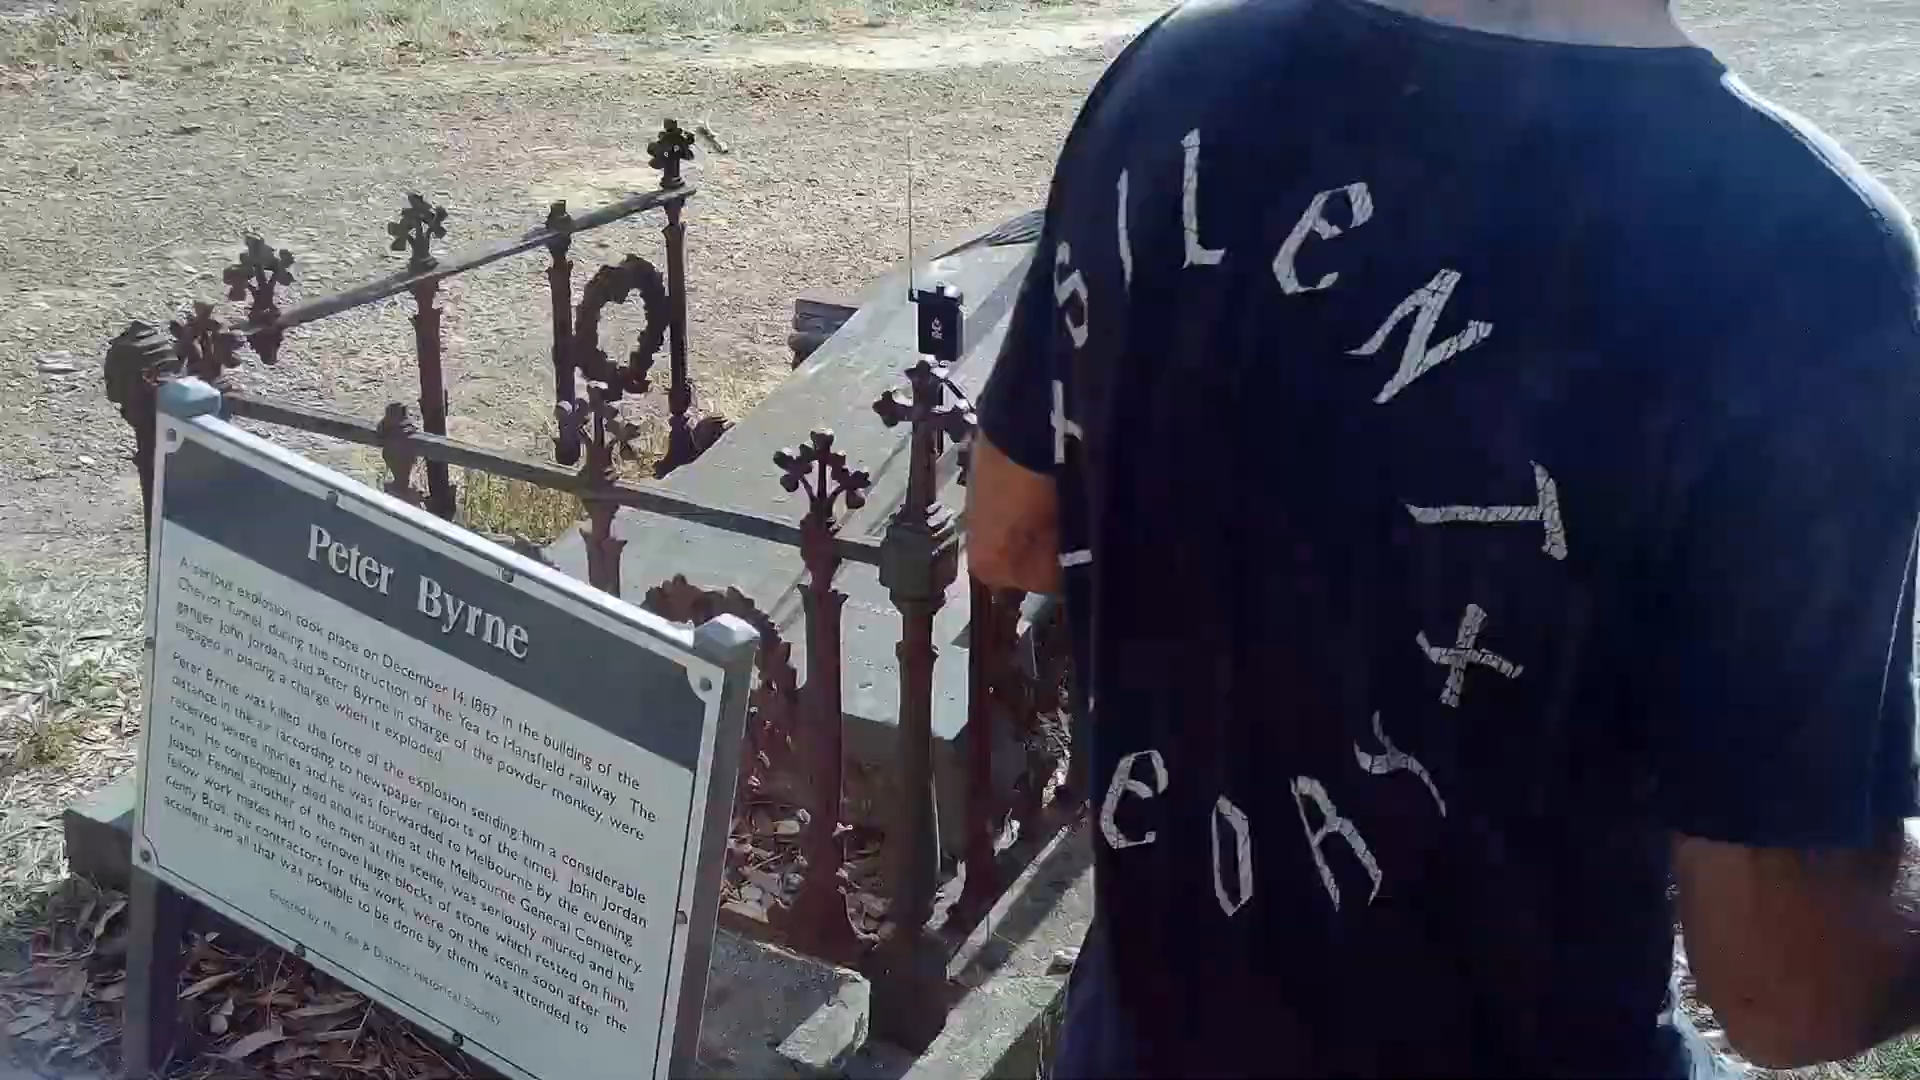 Peter Byrne
A serious explosion took place on December 14, 1887 in the building of the
Cheviot Tunnel during the construction of the Yea to Mansfield railway. The
ganger John Jordan, and Peter Byrne in charge of the powder monkey, were
engaged in placing a charge when it exploded.
Peter Byrne was killed, the force of the explosion sending him a considerable
distance in the air (according to newspaper reports of the time). John Jordan
received severe injuries and he was forwarded to Melbourne by the evening
train. He consequently died and is buried at the Melbourne General Cemetery.
Joseph Fennel, another of the men at the scene, was seriously injured and his
fellow work mates had to remove huge blocks of stone which rested on him.
Kenny Bros, the contractors for the work, were on the scene soon after the
accident and all that was possible to be done by them was attended to
Erected by the Yea & District Historical Society
SILENT